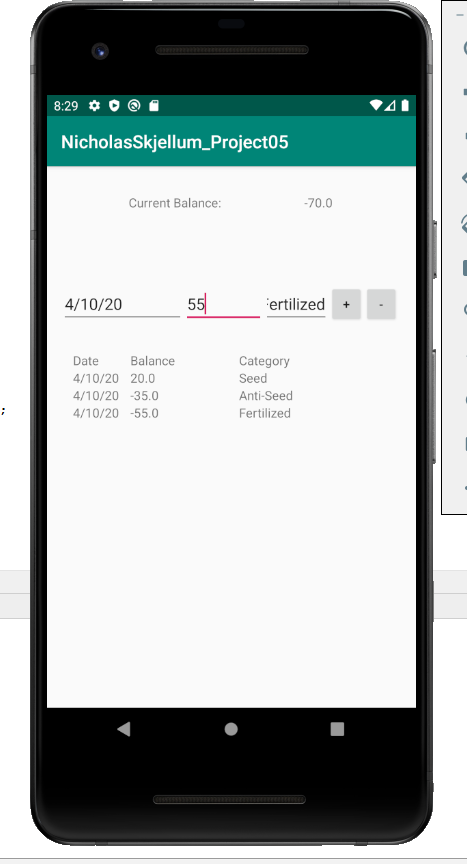 8:29
NicholasSkjellum_Project05
Current Balance: -70.0
4/10/20 55 Fertilized + -
Date Balance Category
4/10/20 20.0 Seed
4/10/20 -35.0 Anti-Seed
4/10/20 -55.0 Fertilized
;